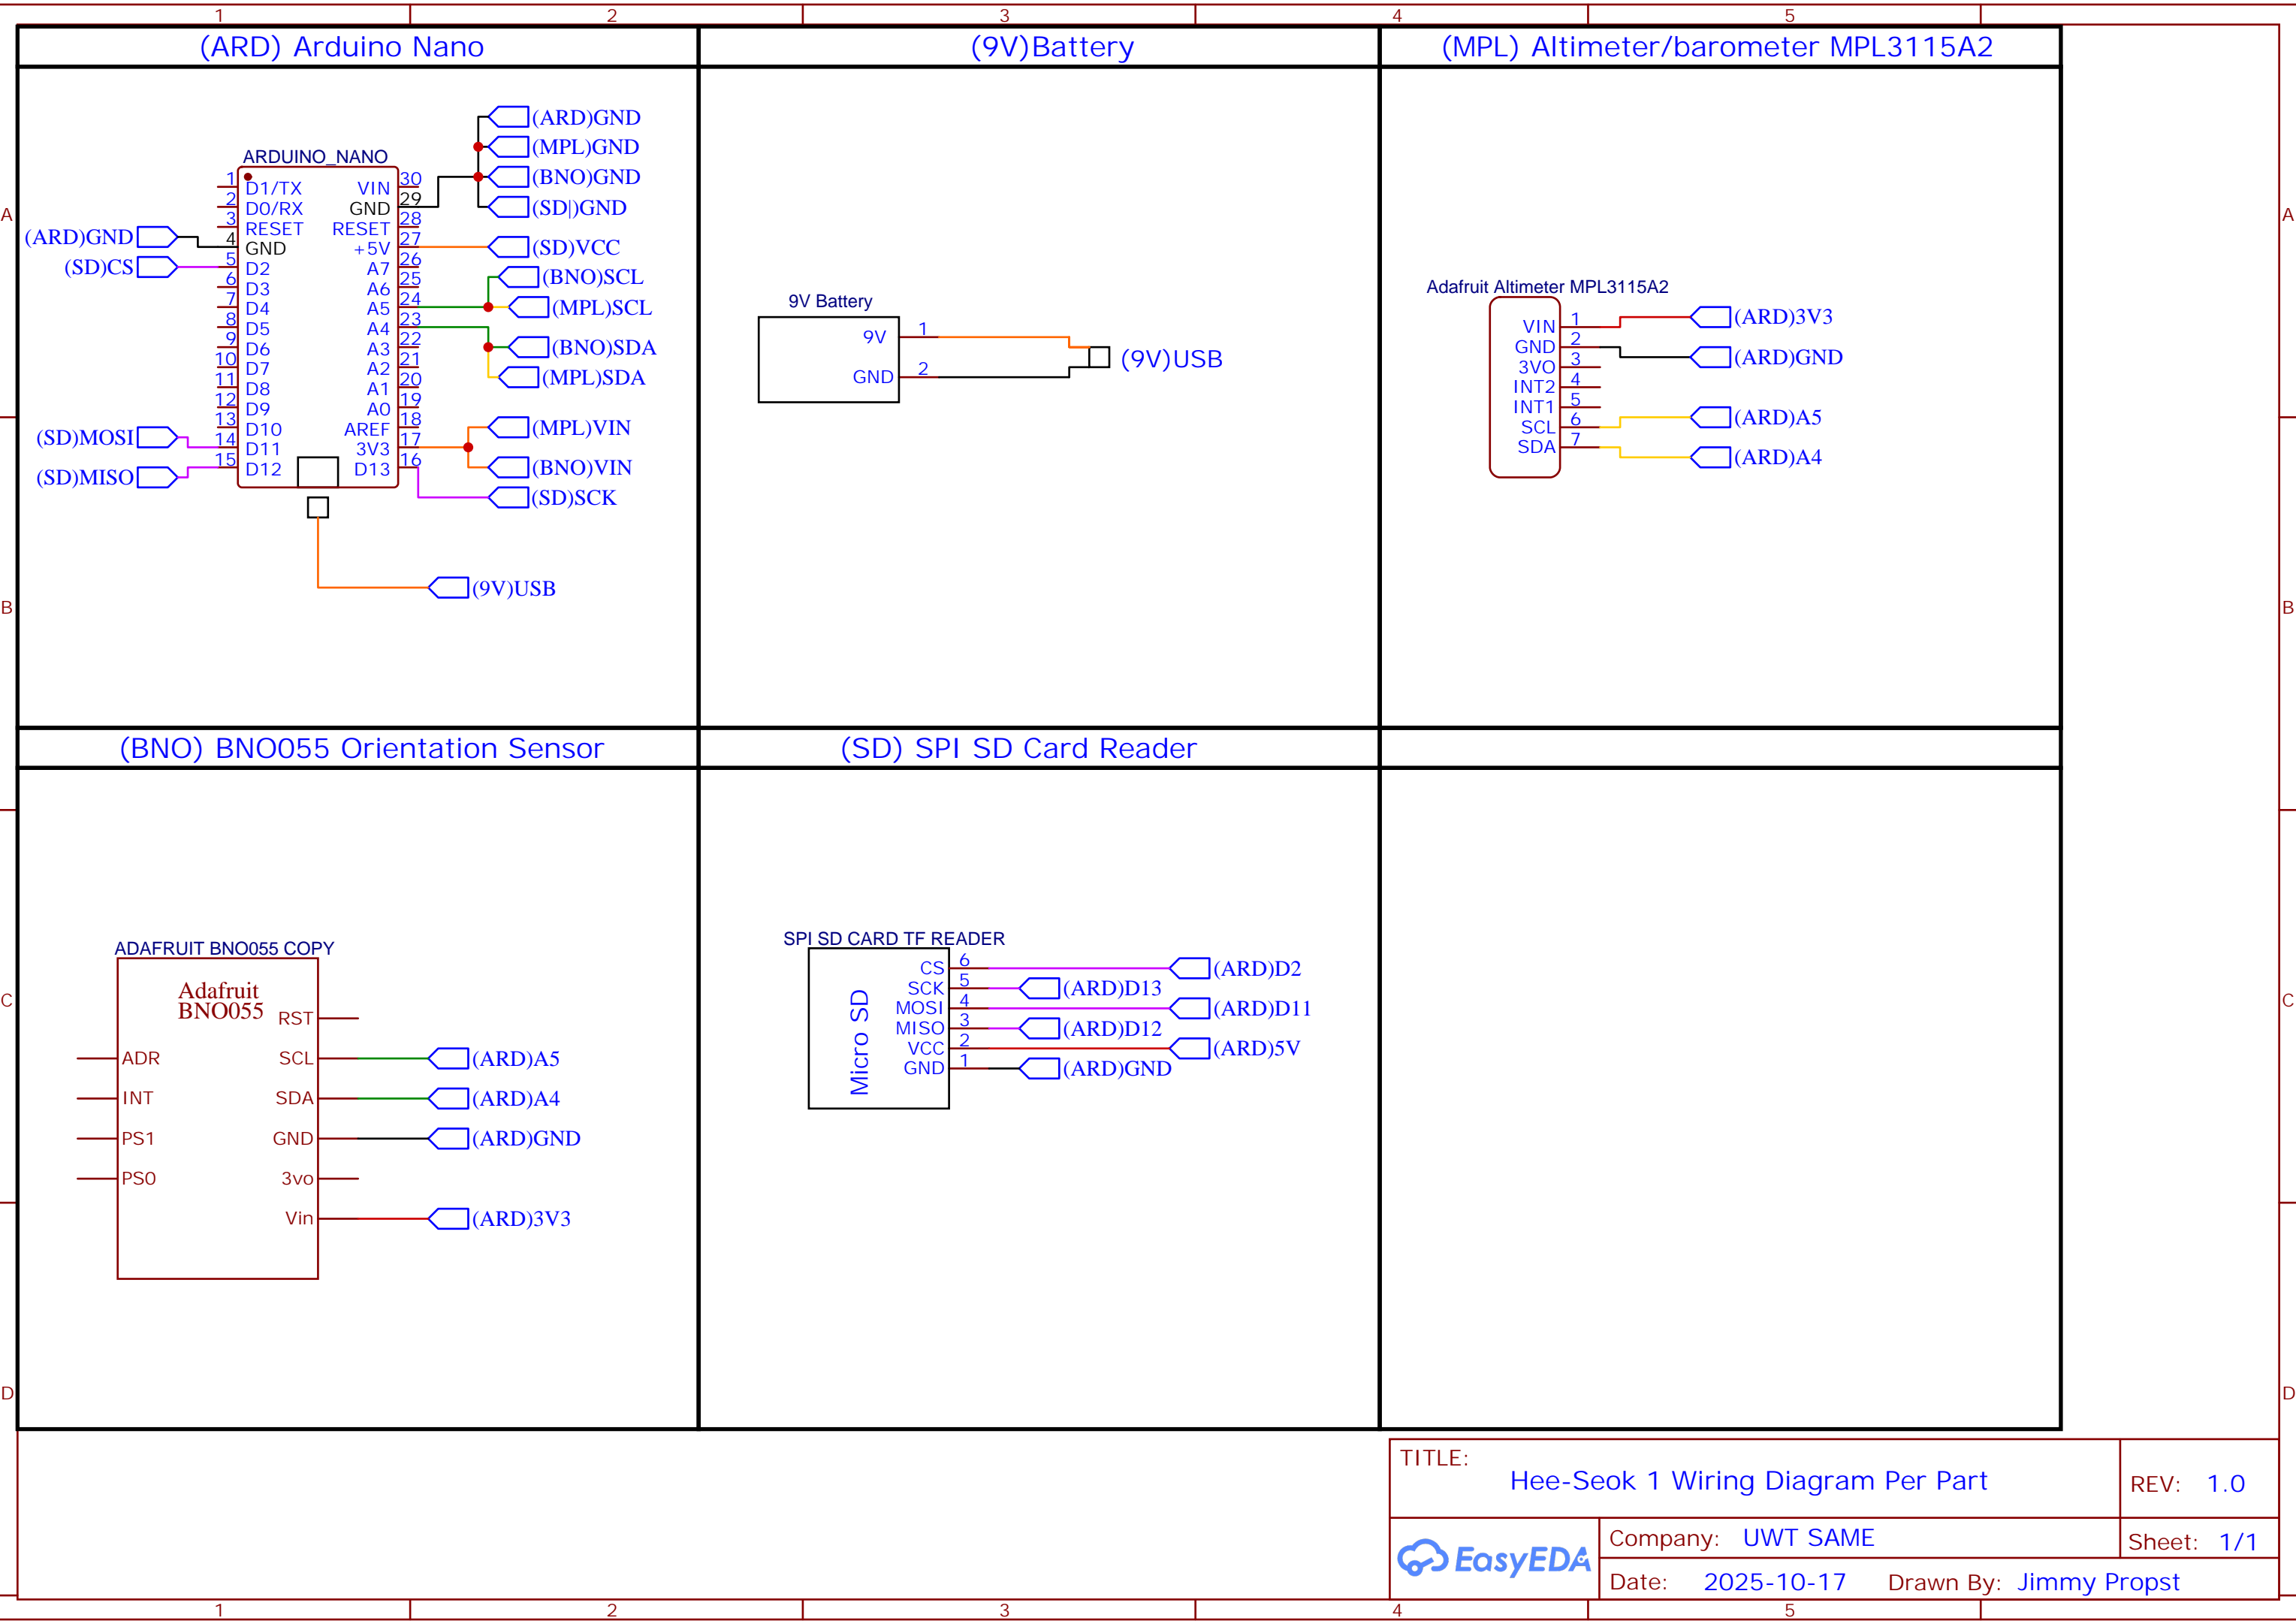 1 2 3 4 5
(ARD) Arduino Nano
(9V)Battery
(MPL) Altimeter/barometer MPL3115A2
A
A
B
B
C
C
D
D
ARDUINO_NANO
1 D1/TX
2 D0/RX
3 RESET
4 GND
5 D2
6 D3
7 D4
8 D5
9 D6
10 D7
11 D8
12 D9
13 D10
14 D11
15 D12
VIN 30
GND 29
RESET 28
+5V 27
A7 26
A6 25
A5 24
A4 23
A3 22
A2 21
A1 20
A0 19
AREF 18
3V3 17
D13 16
(ARD)GND
(SD)CS
(SD)MOSI
(SD)MISO
(ARD)GND
(MPL)GND
(BNO)GND
(SD|)GND
(SD)VCC
(BNO)SCL
(MPL)SCL
(BNO)SDA
(MPL)SDA
(MPL)VIN
(BNO)VIN
(SD)SCK
(9V)USB
9V Battery
9V 1
GND 2
(9V)USB
Adafruit Altimeter MPL3115A2
VIN 1 (ARD)3V3
GND 2 (ARD)GND
3VO 3
INT2 4
INT1 5
SCL 6 (ARD)A5
SDA 7 (ARD)A4
(BNO) BNO055 Orientation Sensor
(SD) SPI SD Card Reader
ADAFRUIT BNO055 COPY
Adafruit
BNO055
RST
ADR
SCL (ARD)A5
INT
SDA (ARD)A4
PS1
GND (ARD)GND
PS0
3vo
Vin (ARD)3V3
SPI SD CARD TF READER
Micro SD
CS 6 (ARD)D2
SCK 5 (ARD)D13
MOSI 4 (ARD)D11
MISO 3 (ARD)D12
VCC 2 (ARD)5V
GND 1 (ARD)GND
TITLE:
Hee-Seok 1 Wiring Diagram Per Part
REV: 1.0
EasyEDA
Company: UWT SAME
Sheet: 1/1
Date: 2025-10-17
Drawn By: Jimmy Propst
1 2 3 4 5